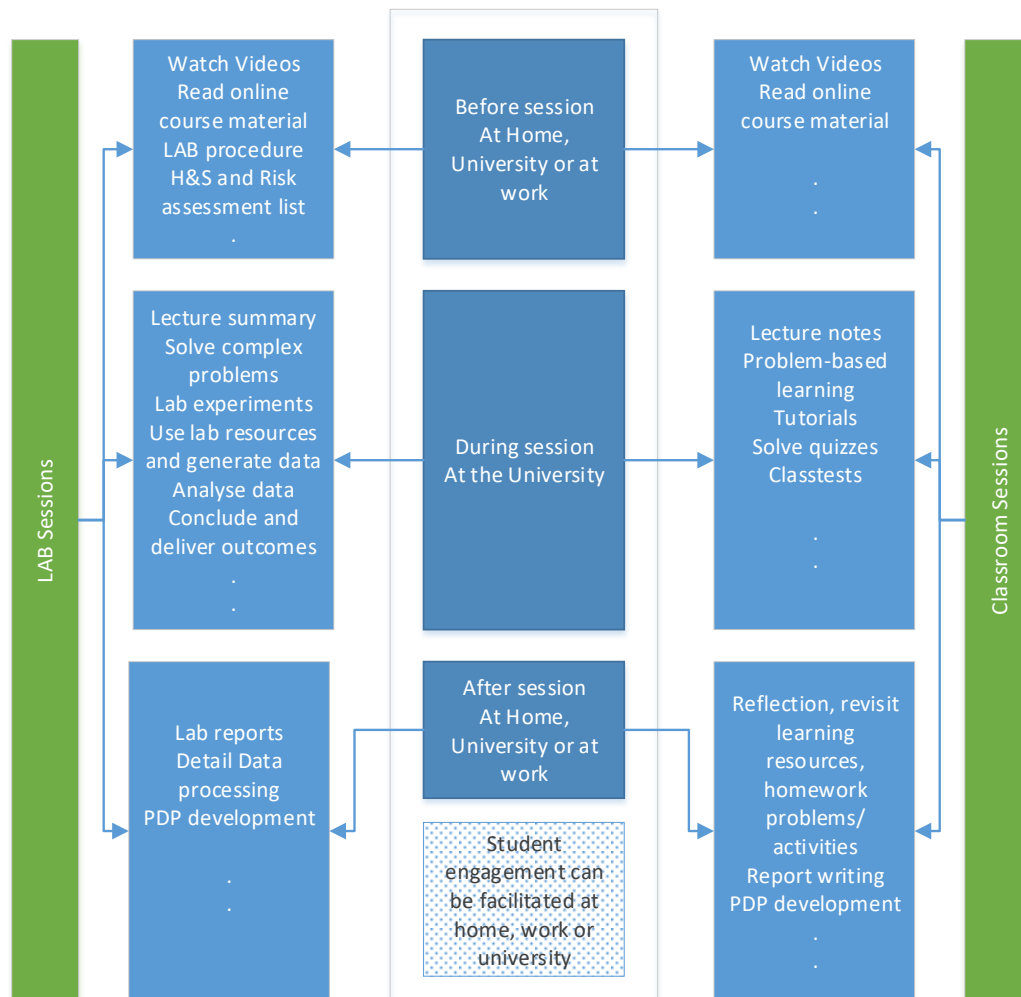 LAB Sessions
Watch Videos
Read online
course material
LAB procedure
H&S and Risk
assessment list
.
Before session
At Home,
University or at
work
Watch Videos
Read online
course material
.
.
Lecture summary
Solve complex
problems
Lab experiments
Use lab resources
and generate data
Analyse data
Conclude and
deliver outcomes
.
.
During session
At the University
Lecture notes
Problem-based
learning
Tutorials
Solve quizzes
Classtests
.
.
Lab reports
Detail Data
processing
PDP development
.
.
After session
At Home,
University or at
work
Student
engagement can
be facilitated at
home, work or
university
Reflection, revisit
learning
resources,
homework
problems/
activities
Report writing
PDP development
.
.
Classroom Sessions